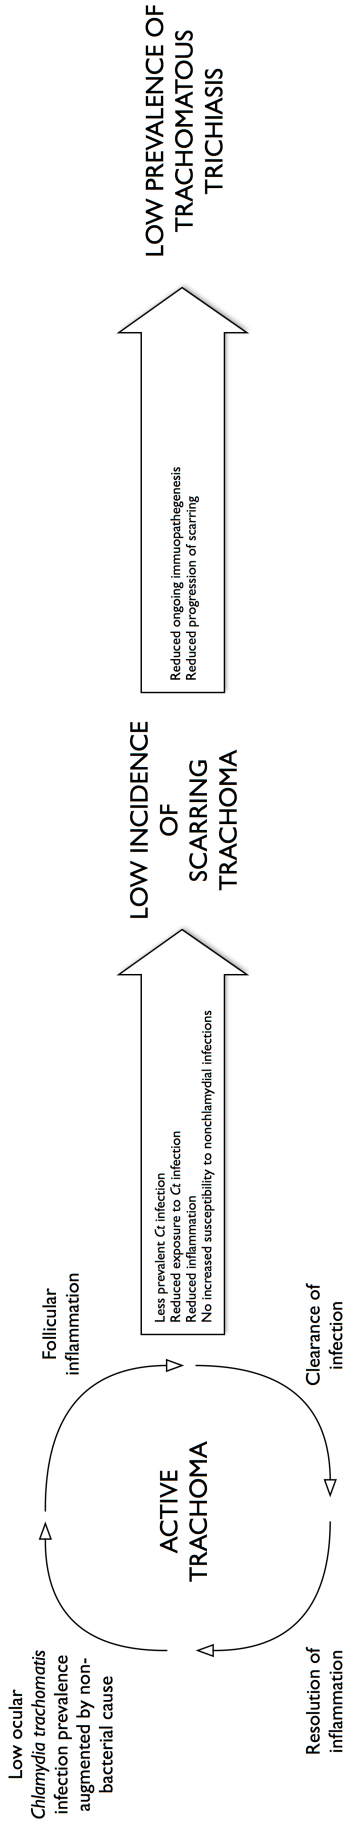 Low ocular
Chlamydia trachomatis
infection prevalence
augmented by non-
bacterial cause
Follicular
inflammation
ACTIVE
TRACHOMA
Resolution of
inflammation
Clearance of
infection
Less prevalent Ct infection
Reduced exposure to Ct infection
Reduced inflammation
No increased susceptibility to nonchlamydial infections
LOW INCIDENCE
OF
SCARRING
TRACHOMA
Reduced ongoing immuopathegenesis
Reduced progression of scarring
LOW PREVALENCE OF
TRACHOMATOUS
TRICHIASIS